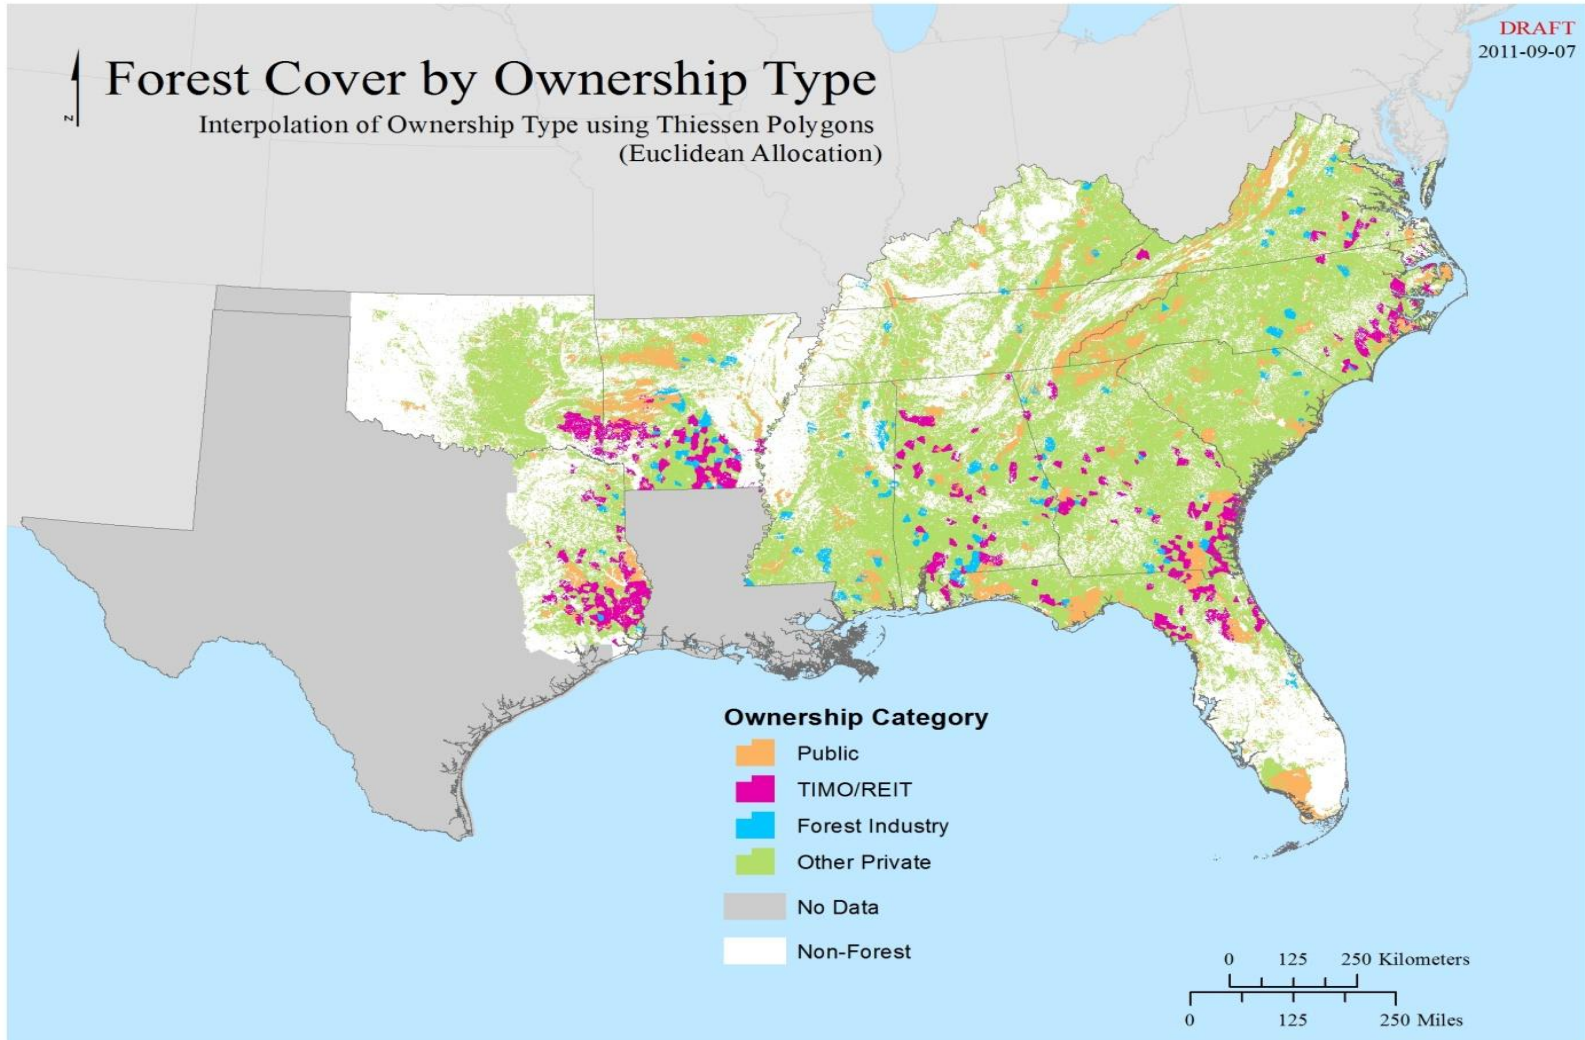 DRAFT
2011-09-07
Forest Cover by Ownership Type
Interpolation of Ownership Type using Thiessen Polygons
(Euclidean Allocation)
z
Ownership Category
Public
TIMO/REIT
Forest Industry
Other Private
No Data
Non-Forest
0 125 250 Kilometers
0 125 250 Miles